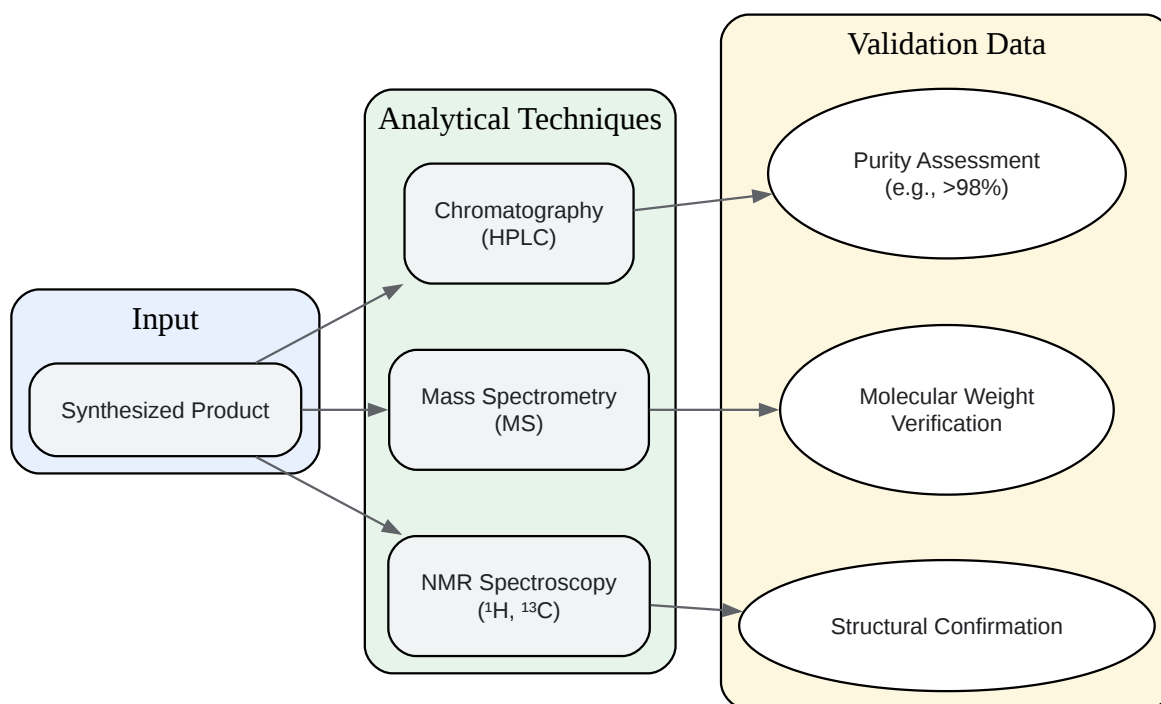 Input
Synthesized Product
Analytical Techniques
Chromatography
(HPLC)
Mass Spectrometry
(MS)
NMR Spectroscopy
(¹H, ¹³C)
Validation Data
Purity Assessment
(e.g., >98%)
Molecular Weight
Verification
Structural Confirmation